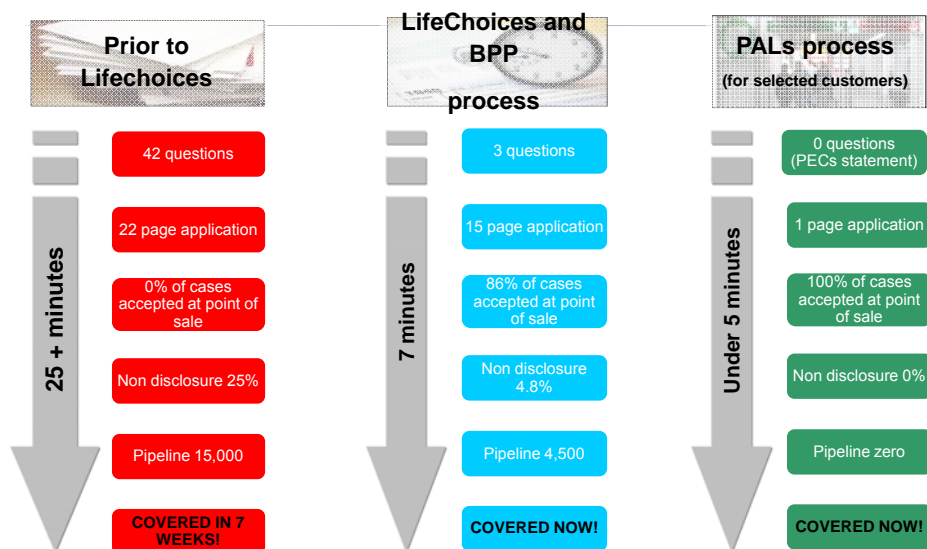 Prior to
Lifechoices
LifeChoices and
BPP
process
PALs process
(for selected customers)
25 + minutes
42 questions
22 page application
0% of cases
accepted at point of
sale
Non disclosure 25%
Pipeline 15,000
COVERED IN 7
WEEKS!
7 minutes
3 questions
15 page application
86% of cases
accepted at point
of sale
Non disclosure
4.8%
Pipeline 4,500
COVERED NOW!
Under 5 minutes
0 questions
(PECs statement)
1 page application
100% of cases
accepted at point
of sale
Non disclosure 0%
Pipeline zero
COVERED NOW!